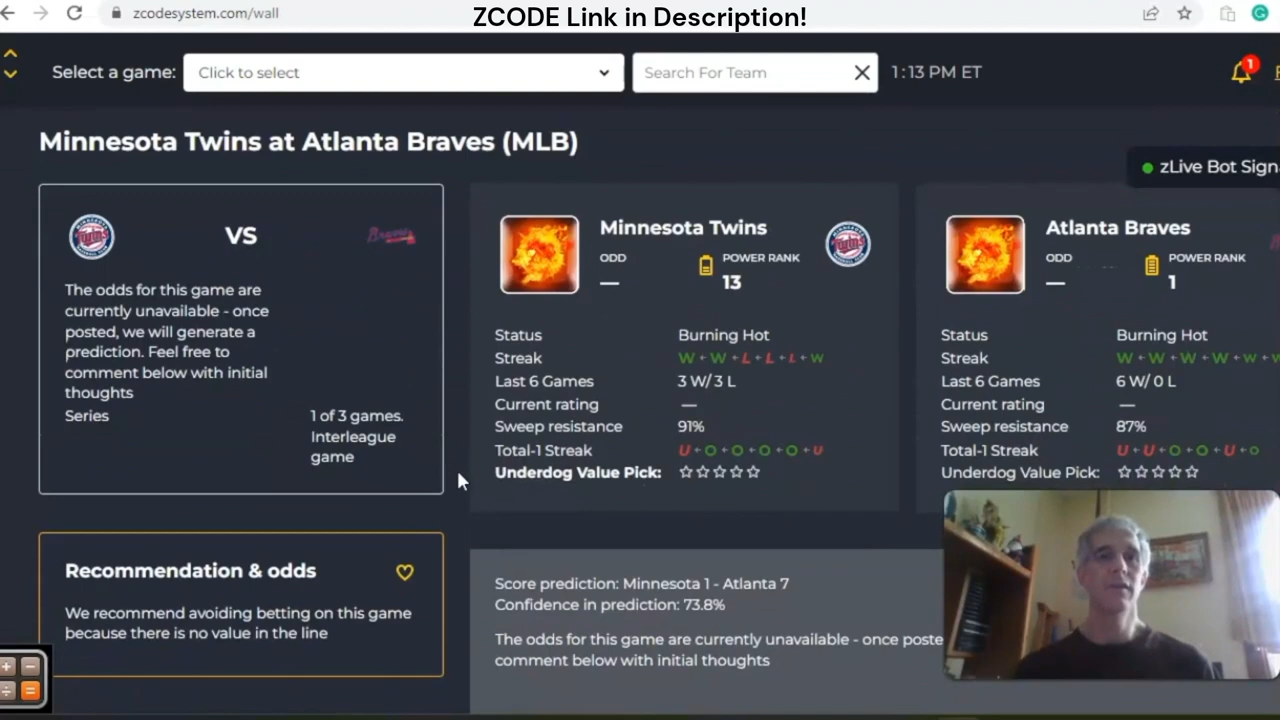 zcodesystem.com/wall
ZCODE Link in Description!
Select a game:
Click to select
Search For Team
1:13 PM ET
1
Minnesota Twins at Atlanta Braves (MLB)
zLive Bot Sign
Twins
VS
Braves
The odds for this game are
currently unavailable - once
posted, we will generate a
prediction. Feel free to
comment below with initial
thoughts
Series
1 of 3 games.
Interleague
game
Minnesota Twins
ODD
—
POWER RANK
13
Twins
Status Burning Hot
Streak W W L L L W
Last 6 Games 3 W/ 3 L
Current rating —
Sweep resistance 91%
Total-1 Streak U O O O O U
Underdog Value Pick: ☆☆☆☆☆
Atlanta Braves
ODD
—
POWER RANK
1
Status Burning Hot
Streak W W W W W W
Last 6 Games 6 W/ 0 L
Current rating —
Sweep resistance 87%
Total-1 Streak U U O O U O
Underdog Value Pick: ☆☆☆☆☆
Recommendation & odds
We recommend avoiding betting on this game
because there is no value in the line
Score prediction: Minnesota 1 - Atlanta 7
Confidence in prediction: 73.8%
The odds for this game are currently unavailable - once poste
comment below with initial thoughts